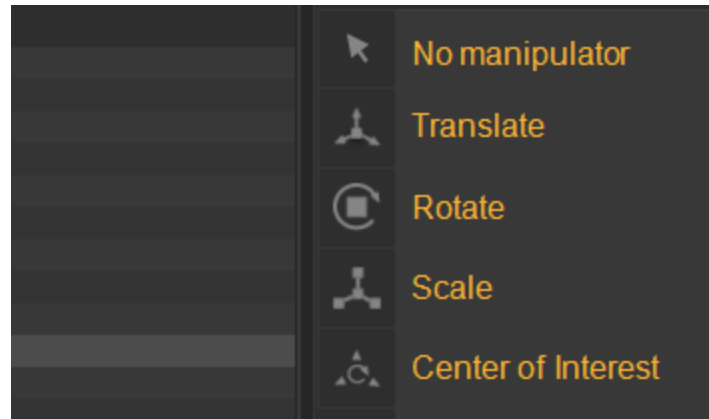 No manipulator
Translate
Rotate
Scale
Center of Interest